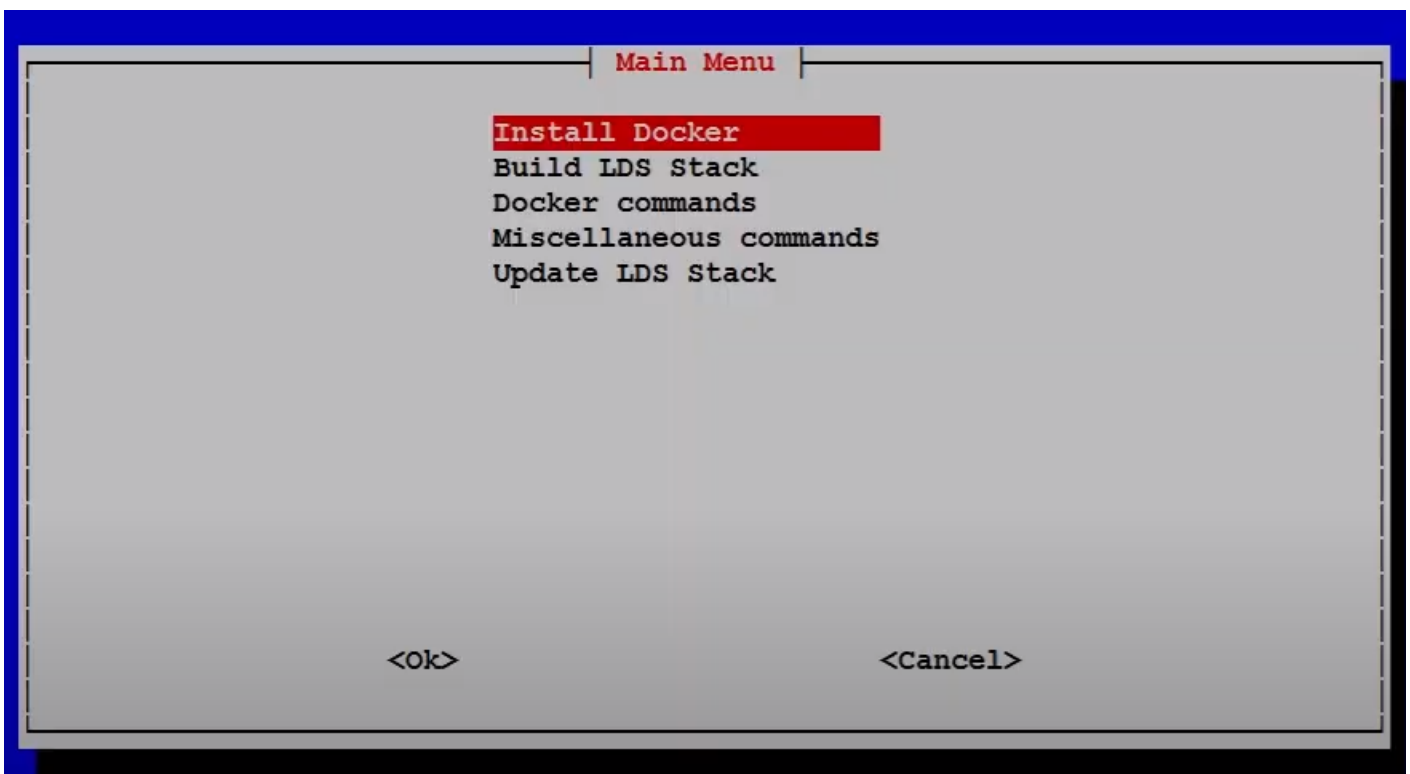 Main Menu
Install Docker
Build LDS Stack
Docker commands
Miscellaneous commands
Update LDS Stack
<Ok> <Cancel>